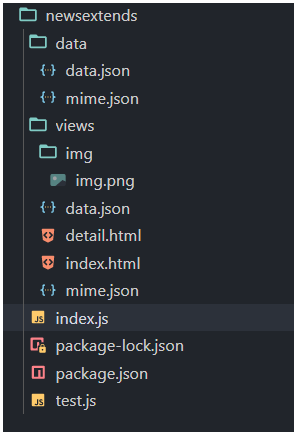 newsextends
data
data.json
mime.json
views
img
img.png
data.json
detail.html
index.html
mime.json
JS index.js
package-lock.json
package.json
JS test.js